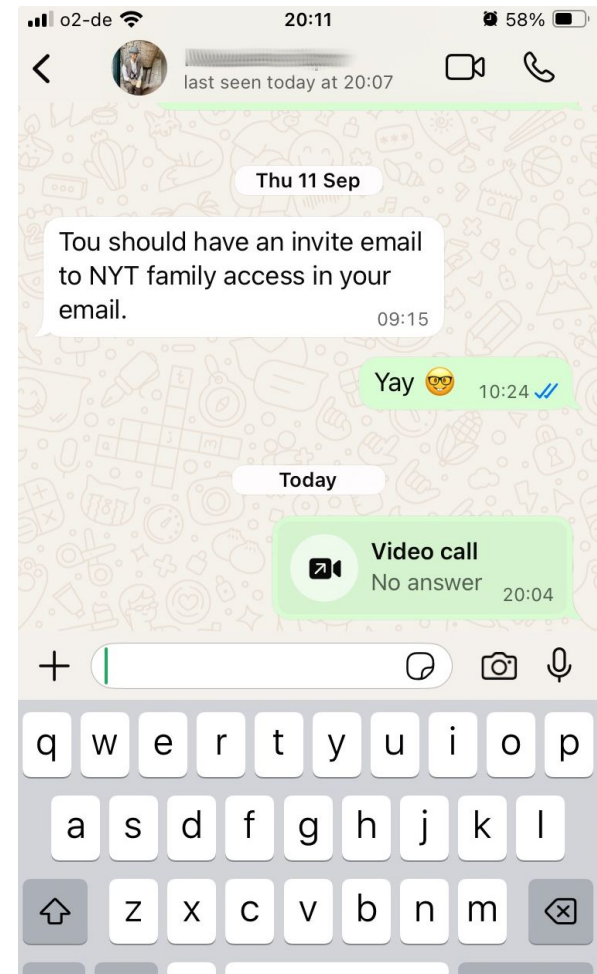 o2-de 20:11 58%
last seen today at 20:07
Thu 11 Sep
Tou should have an invite email
to NYT family access in your
email. 09:15
Yay 🤓 10:24
Today
Video call
No answer 20:04
q w e r t y u i o p
a s d f g h j k l
z x c v b n m